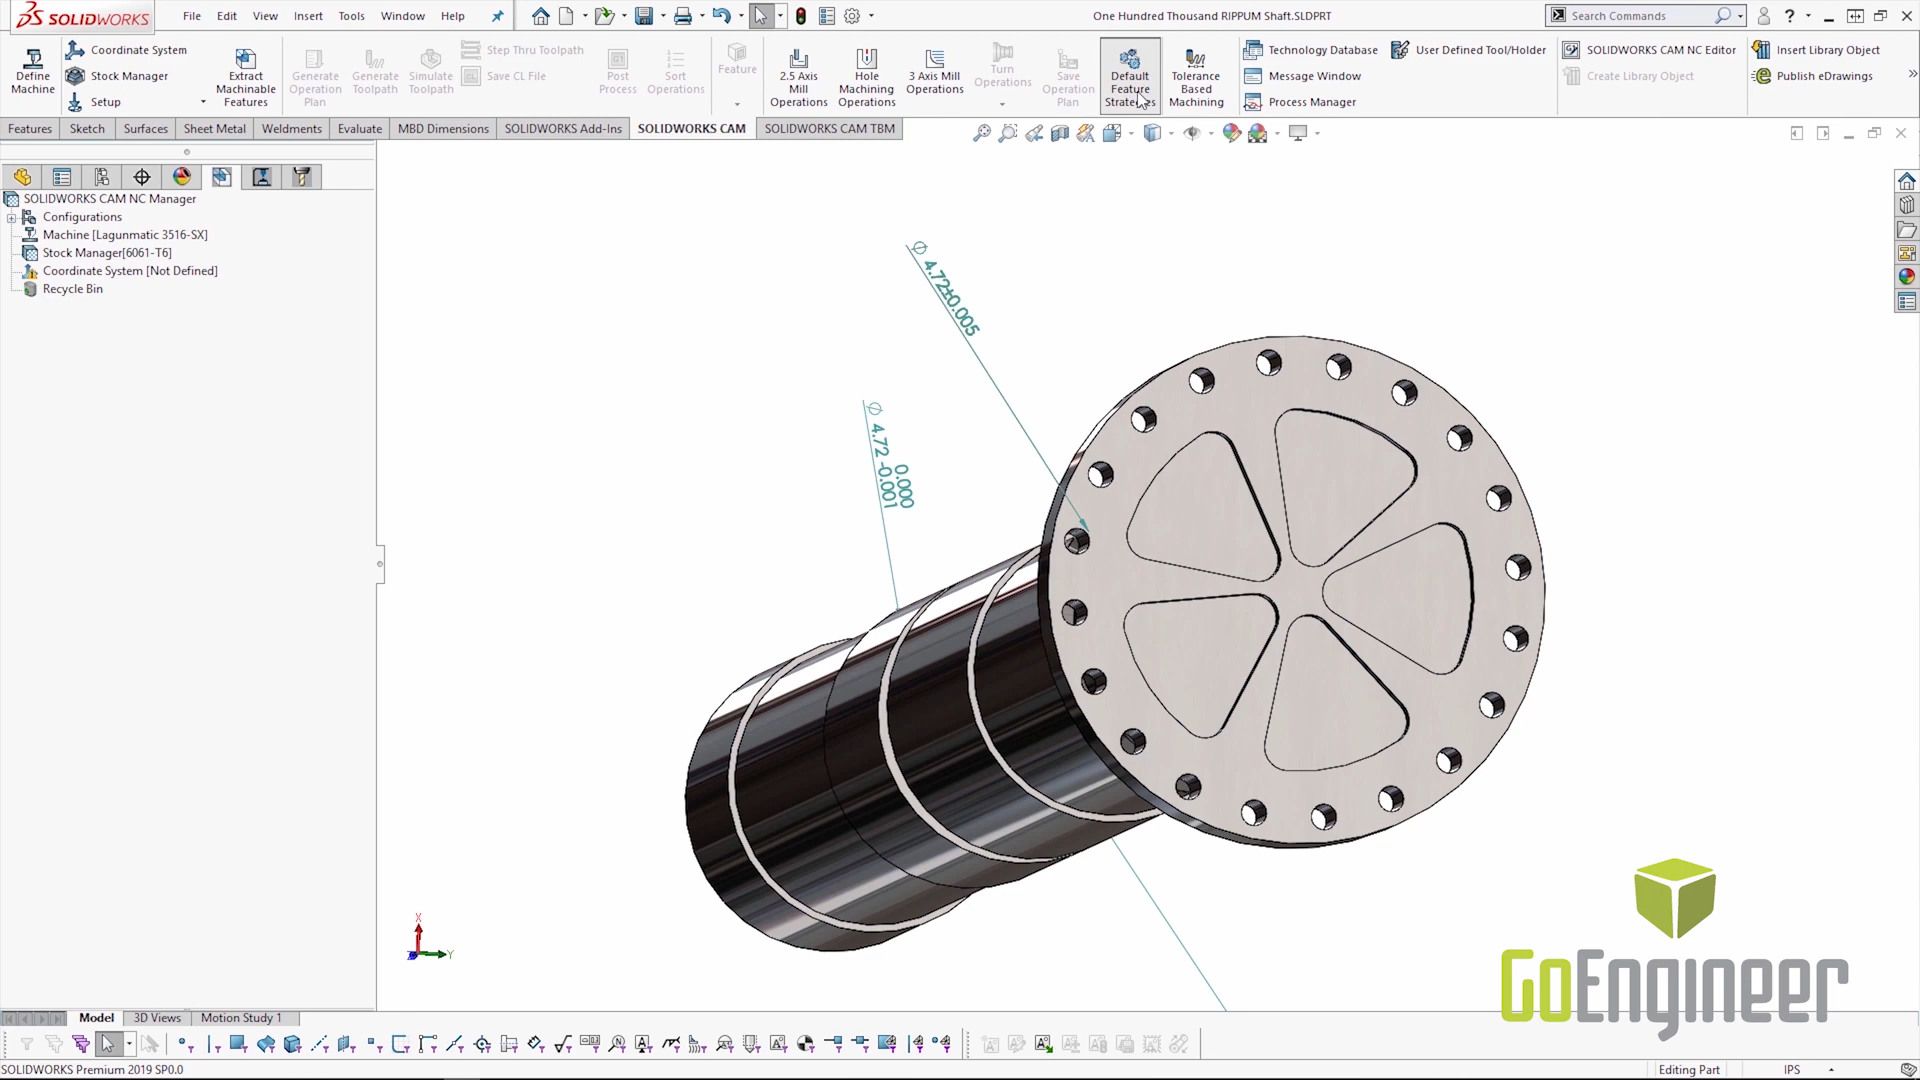 SOLIDWORKS
File Edit View Insert Tools Window Help
One Hundred Thousand RIPPUM Shaft.SLDPRT
Search Commands
?
Define Machine
Coordinate System
Stock Manager
Setup
Extract Machinable Features
Generate Operation Plan
Generate Toolpath
Simulate Toolpath
Step Thru Toolpath
Save CL File
Post Process
Sort Operations
Feature
2.5 Axis Mill Operations
Hole Machining Operations
3 Axis Mill Operations
Turn Operations
Save Operation Plan
Default Feature Strategies
Tolerance Based Machining
Technology Database
Message Window
Process Manager
User Defined Tool/Holder
SOLIDWORKS CAM NC Editor
Create Library Object
Insert Library Object
Publish eDrawings
Features Sketch Surfaces Sheet Metal Weldments Evaluate MBD Dimensions SOLIDWORKS Add-Ins SOLIDWORKS CAM SOLIDWORKS CAM TBM
SOLIDWORKS CAM NC Manager
Configurations
Machine [Lagunmatic 3516-SX]
Stock Manager[6061-T6]
Coordinate System [Not Defined]
Recycle Bin
∅ 4.72±0.005
∅ 4.72 0.000 -0.001
X
Y
GoEngineer
Model 3D Views Motion Study 1
SOLIDWORKS Premium 2019 SP0.0
Editing Part
IPS